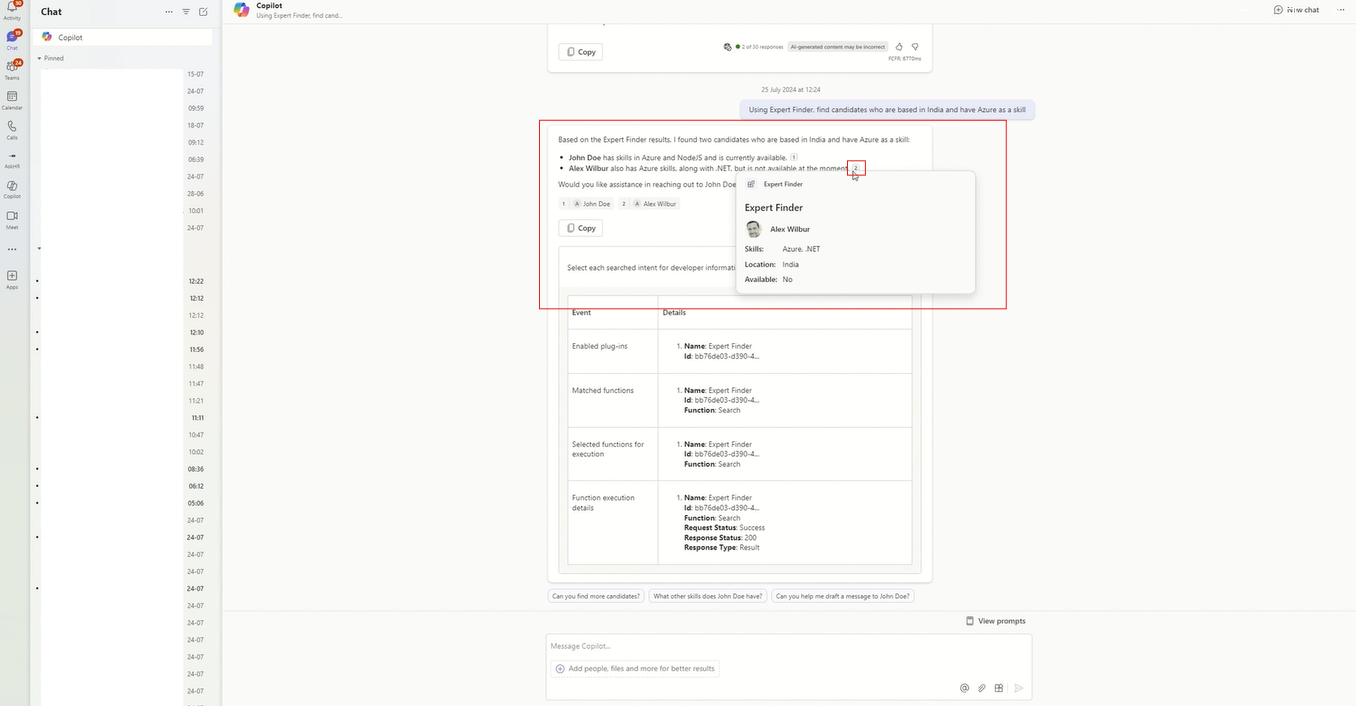 30
Activity
19
Chat
24
Teams
Calendar
Calls
AskHR
Copilot
Meet
Apps
Chat
Copilot
Pinned
15-07
24-07
09:59
18-07
09:12
06:39
24-07
28-06
10:01
24-07
12:22
12:12
12:12
12:10
11:56
11:48
11:47
11:21
11:11
10:47
10:02
08:36
06:12
05:06
24-07
24-07
24-07
24-07
24-07
24-07
24-07
24-07
24-07
24-07
24-07
Copilot
Using Expert Finder, find cand...
New chat
Copy
2 of 30 responses
AI-generated content may be incorrect
FCFR: 8770ms
25 July 2024 at 12:24
Using Expert Finder, find candidates who are based in India and have Azure as a skill
Based on the Expert Finder results, I found two candidates who are based in India and have Azure as a skill:
• John Doe has skills in Azure and NodeJS and is currently available. 1
• Alex Wilbur also has Azure skills, along with .NET, but is not available at the moment. 2
Would you like assistance in reaching out to John Doe
1 A John Doe 2 A Alex Wilbur
Copy
Expert Finder
Expert Finder
Alex Wilbur
Skills: Azure, .NET
Location: India
Available: No
Select each searched intent for developer informati
Event Details
Enabled plug-ins
1. Name: Expert Finder
Id: bb76de03-d390-4...
Matched functions
1. Name: Expert Finder
Id: bb76de03-d390-4...
Function: Search
Selected functions for
execution
1. Name: Expert Finder
Id: bb76de03-d390-4...
Function: Search
Function execution
details
1. Name: Expert Finder
Id: bb76de03-d390-4...
Function: Search
Request Status: Success
Response Status: 200
Response Type: Result
Can you find more candidates? What other skills does John Doe have? Can you help me draft a message to John Doe?
View prompts
Message Copilot...
Add people, files and more for better results